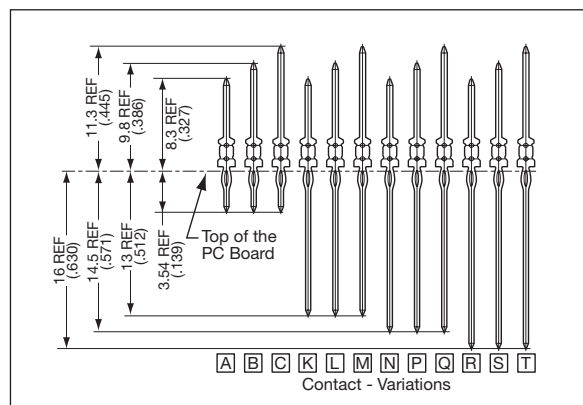 11.3 REF
(.445)
9.8 REF
(.386)
8.3 REF
(.327)
16 REF
(.630)
14.5 REF
(.571)
13 REF
(.512)
3.54 REF
(.139)
Top of the
PC Board
A B C K L M N P Q R S T
Contact - Variations